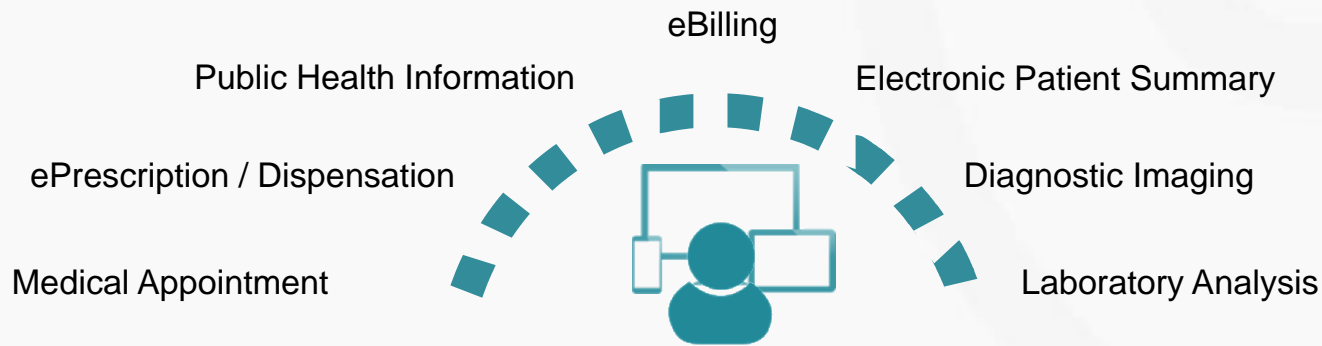 eBilling
Public Health Information
Electronic Patient Summary
ePrescription / Dispensation
Diagnostic Imaging
Medical Appointment
Laboratory Analysis